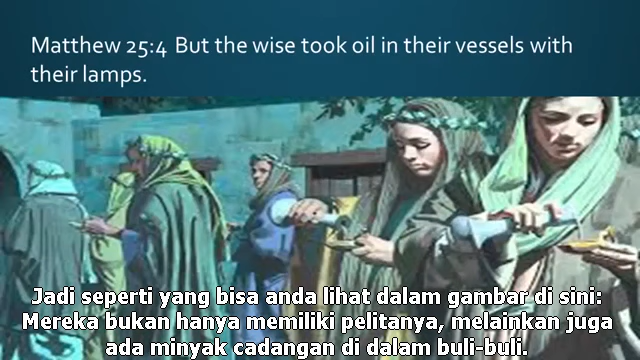 Matthew 25:4 But the wise took oil in their vessels with
their lamps.
Jadi seperti yang bisa anda lihat dalam gambar di sini:
Mereka bukan hanya memiliki pelitanya, melainkan juga
ada minyak cadangan di dalam buli-buli.